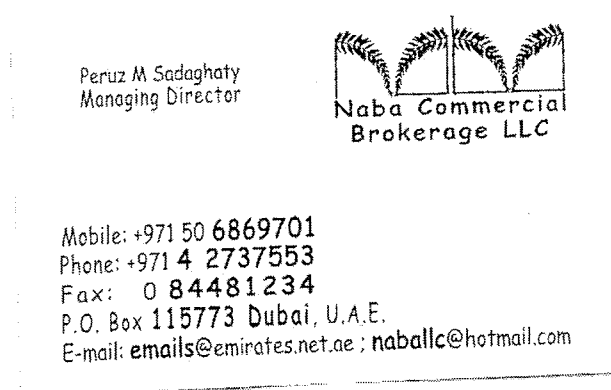 Peruz M Sadaghaty
Managing Director
Naba Commercial
Brokerage LLC
Mobile: +971 50 6869701
Phone: +971 4 2737553
Fax: 0 84481234
P.O. Box 115773 Dubai, U.A.E.
E-mail: emails@emirates.net.ae ; naballc@hotmail.com